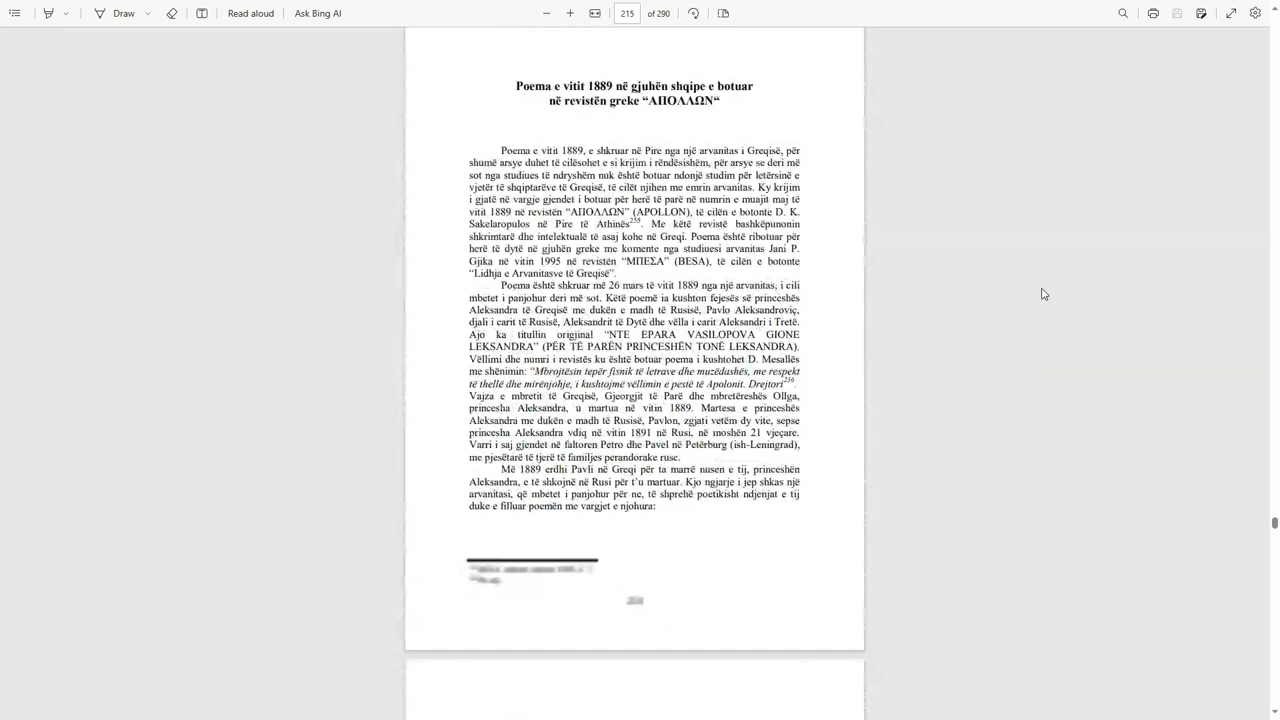 Draw
Read aloud
Ask Bing AI
215
of 290
Poema e vitit 1889 në gjuhën shqipe e botuar
në revistën greke “ΑΠΟΛΛΩΝ“
Poema e vitit 1889, e shkruar në Pire nga një arvanitas i Greqisë, për
shumë arsye duhet të cilësohet e si krijim i rëndësishëm, për arsye se deri më
sot nga studiues të ndryshëm nuk është botuar ndonjë studim për letërsinë e
vjetër të shqiptarëve të Greqisë, të cilët njihen me emrin arvanitas. Ky krijim
i gjatë në vargje gjendet i botuar për herë të parë në numrin e muajit maj të
vitit 1889 në revistën “ΑΠΟΛΛΩΝ” (APOLLON), të cilën e botonte D. K.
Sakelaropulos në Pire të Athinës255. Me këtë revistë bashkëpunonin
shkrimtarë dhe intelektualë të asaj kohe në Greqi. Poema është ribotuar për
herë të dytë në gjuhën greke me komente nga studiuesi arvanitas Jani P.
Gjika në vitin 1995 në revistën “ΜΠΕΣΑ” (BESA), të cilën e botonte
“Lidhja e Arvanitasve të Greqisë”.
Poema është shkruar më 26 mars të vitit 1889 nga një arvanitas, i cili
mbetet i panjohur deri më sot. Këtë poemë ia kushton fejesës së princeshës
Aleksandra të Greqisë me dukën e madh të Rusisë, Pavlo Aleksandroviç,
djali i carit të Rusisë, Aleksandrit të Dytë dhe vëlla i carit Aleksandri i Tretë.
Ajo ka titullin origjinal “NTE EPARA VASILOPOVA GIONE
LEKSANDRA” (PËR TË PARËN PRINCESHËN TONË LEKSANDRA).
Vëllimi dhe numri i revistës ku është botuar poema i kushtohet D. Mesallës
me shënimin: “Mbrojtësin tepër fisnik të letrave dhe muzëdashës, me respekt
të thellë dhe mirënjohje, i kushtojmë vëllimin e pestë të Apolonit. Drejtori256.
Vajza e mbretit të Greqisë, Gjeorgjit të Parë dhe mbretëreshës Ollga,
princesha Aleksandra, u martua në vitin 1889. Martesa e princeshës
Aleksandra me dukën e madh të Rusisë, Pavlon, zgjati vetëm dy vite, sepse
princesha Aleksandra vdiq në vitin 1891 në Rusi, në moshën 21 vjeçare.
Varri i saj gjendet në faltoren Petro dhe Pavel në Petërburg (ish-Leningrad),
me pjesëtarë të tjerë të familjes perandorake ruse.
Më 1889 erdhi Pavli në Greqi për ta marrë nusen e tij, princeshën
Aleksandra, e të shkojnë në Rusi për t’u martuar. Kjo ngjarje i jep shkas një
arvanitasi, që mbetet i panjohur për ne, të shprehë poetikisht ndjenjat e tij
duke e filluar poemën me vargjet e njohura: